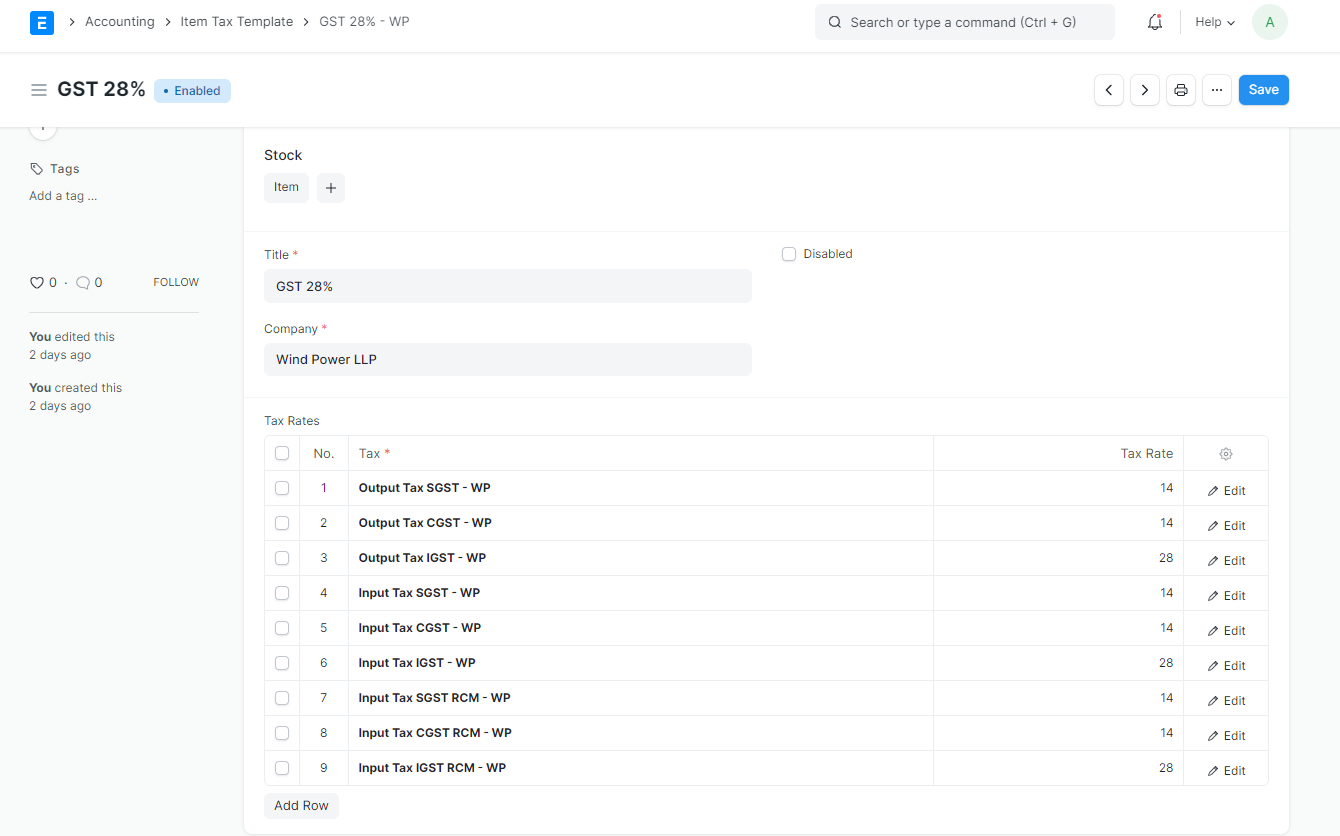 E > Accounting > Item Tax Template > GST 28% - WP Search or type a command (Ctrl + G) Help A
GST 28% • Enabled ... Save
Tags
Add a tag ...
0 · 0 FOLLOW
You edited this
2 days ago
You created this
2 days ago
Stock
Item +
Title * Disabled
GST 28%
Company *
Wind Power LLP
Tax Rates
No. Tax * Tax Rate
1 Output Tax SGST - WP 14 Edit
2 Output Tax CGST - WP 14 Edit
3 Output Tax IGST - WP 28 Edit
4 Input Tax SGST - WP 14 Edit
5 Input Tax CGST - WP 14 Edit
6 Input Tax IGST - WP 28 Edit
7 Input Tax SGST RCM - WP 14 Edit
8 Input Tax CGST RCM - WP 14 Edit
9 Input Tax IGST RCM - WP 28 Edit
Add Row